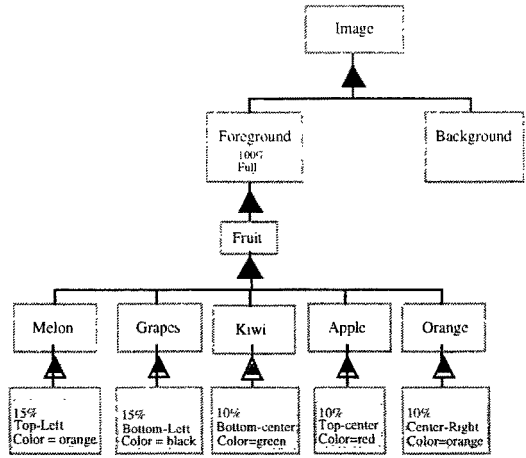 Image
Foreground
100%
Full
Background
Fruit
Melon
Grapes
Kiwi
Apple
Orange
15%
Top-Left
Color = orange
15%
Bottom-Left
Color = black
10%
Bottom-center
Color=green
10%
Top-center
Color=red
10%
Center-Right
Color=orange